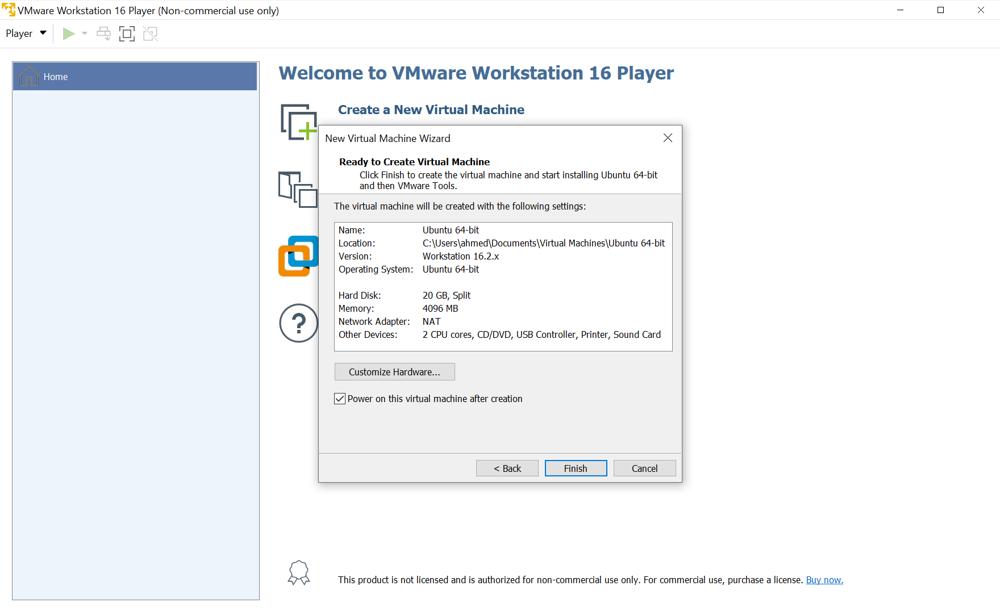 VMware Workstation 16 Player (Non-commercial use only)
Player
Home
Welcome to VMware Workstation 16 Player
Create a New Virtual Machine
New Virtual Machine Wizard
Ready to Create Virtual Machine
Click Finish to create the virtual machine and start installing Ubuntu 64-bit
and then VMware Tools.
The virtual machine will be created with the following settings:
Name: Ubuntu 64-bit
Location: C:\Users\ahmed\Documents\Virtual Machines\Ubuntu 64-bit
Version: Workstation 16.2.x
Operating System: Ubuntu 64-bit
Hard Disk: 20 GB, Split
Memory: 4096 MB
Network Adapter: NAT
Other Devices: 2 CPU cores, CD/DVD, USB Controller, Printer, Sound Card
Customize Hardware...
Power on this virtual machine after creation
< Back Finish Cancel
This product is not licensed and is authorized for non-commercial use only. For commercial use, purchase a license. Buy now.